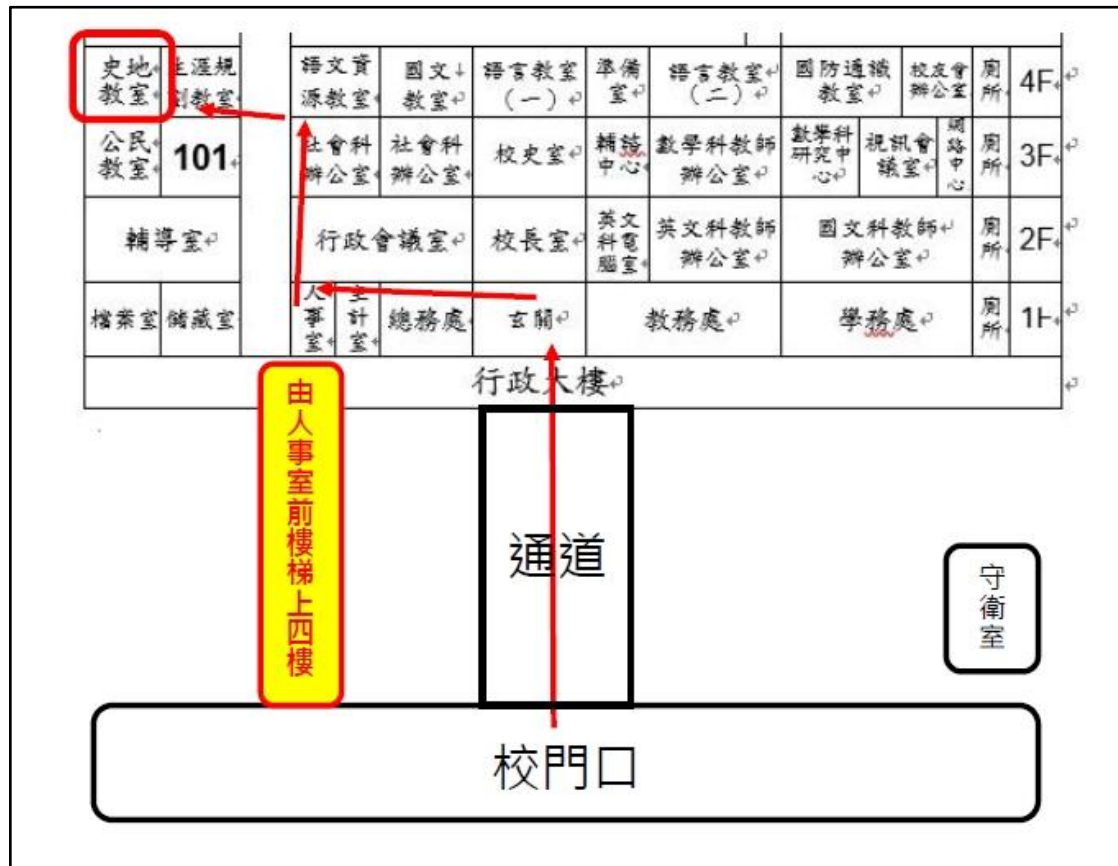 史地 生涯規 語文資 國文 語言教室 準備 語言教室 國防通識 校友會 廁 4F
教室 劃教室 源教室 教室 (一) 室 (二) 教室 辦公室 所
公民 101 社會科 社會科 校史室 輔諮 數學科教師 數學科 視訊會 網 廁 3F
教室 辦公室 辦公室 中心 辦公室 研究中 議室 路 所
心 中
心
輔導室 行政會議室 校長室 英文 英文科教師 國文科教師 廁 2F
科電 辦公室 辦公室 所
腦室
檔案室 儲藏室 人 主 總務處 玄關 教務處 學務處 廁 1F
事 計 所
室 室
行政大樓
由人事室前樓梯上四樓
通道
守衛室
校門口